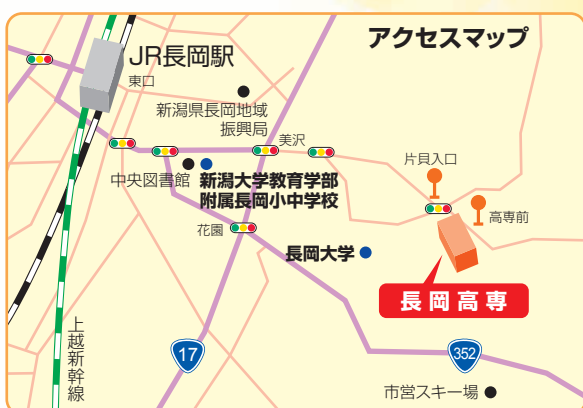 アクセスマップ
JR長岡駅
東口
新潟県長岡地域
振興局
美沢
片貝入口
中央図書館
新潟大学教育学部
附属長岡小中学校
高専前
花園
長岡大学
長岡高専
上越新幹線
17
352
市営スキー場